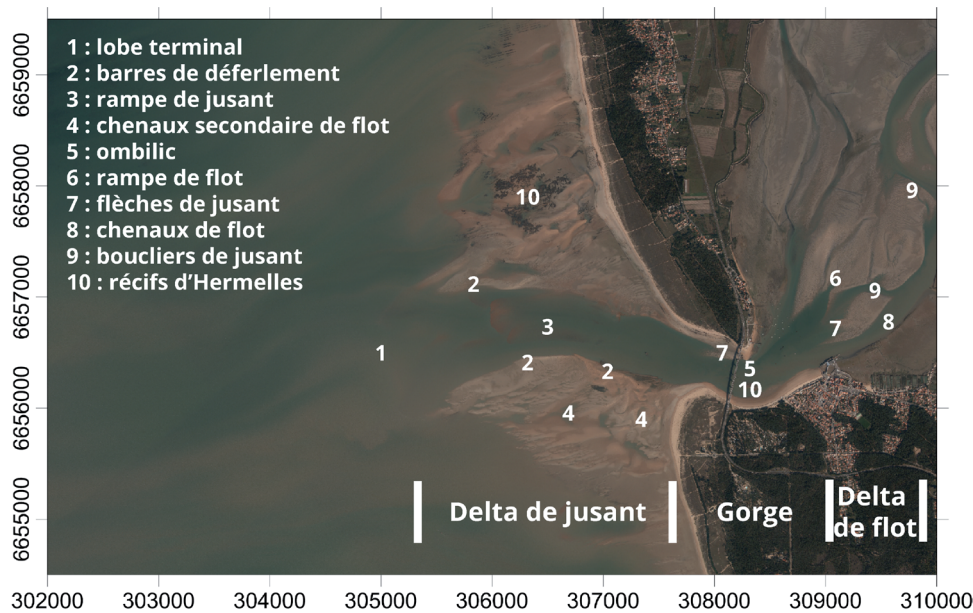 1 : lobe terminal
2 : barres de déferlement
3 : rampe de jusant
4 : chenaux secondaire de flot
5 : ombilic
6 : rampe de flot
7 : flèches de jusant
8 : chenaux de flot
9 : boucliers de jusant
10 : récifs d'Hermelles
10
9
2
6
9
3
7
8
1
7
2
2
5
10
4
4
Delta de jusant
Gorge
Delta
de flot
6659000
6658000
6657000
6656000
6655000
302000 303000 304000 305000 306000 307000 308000 309000 310000